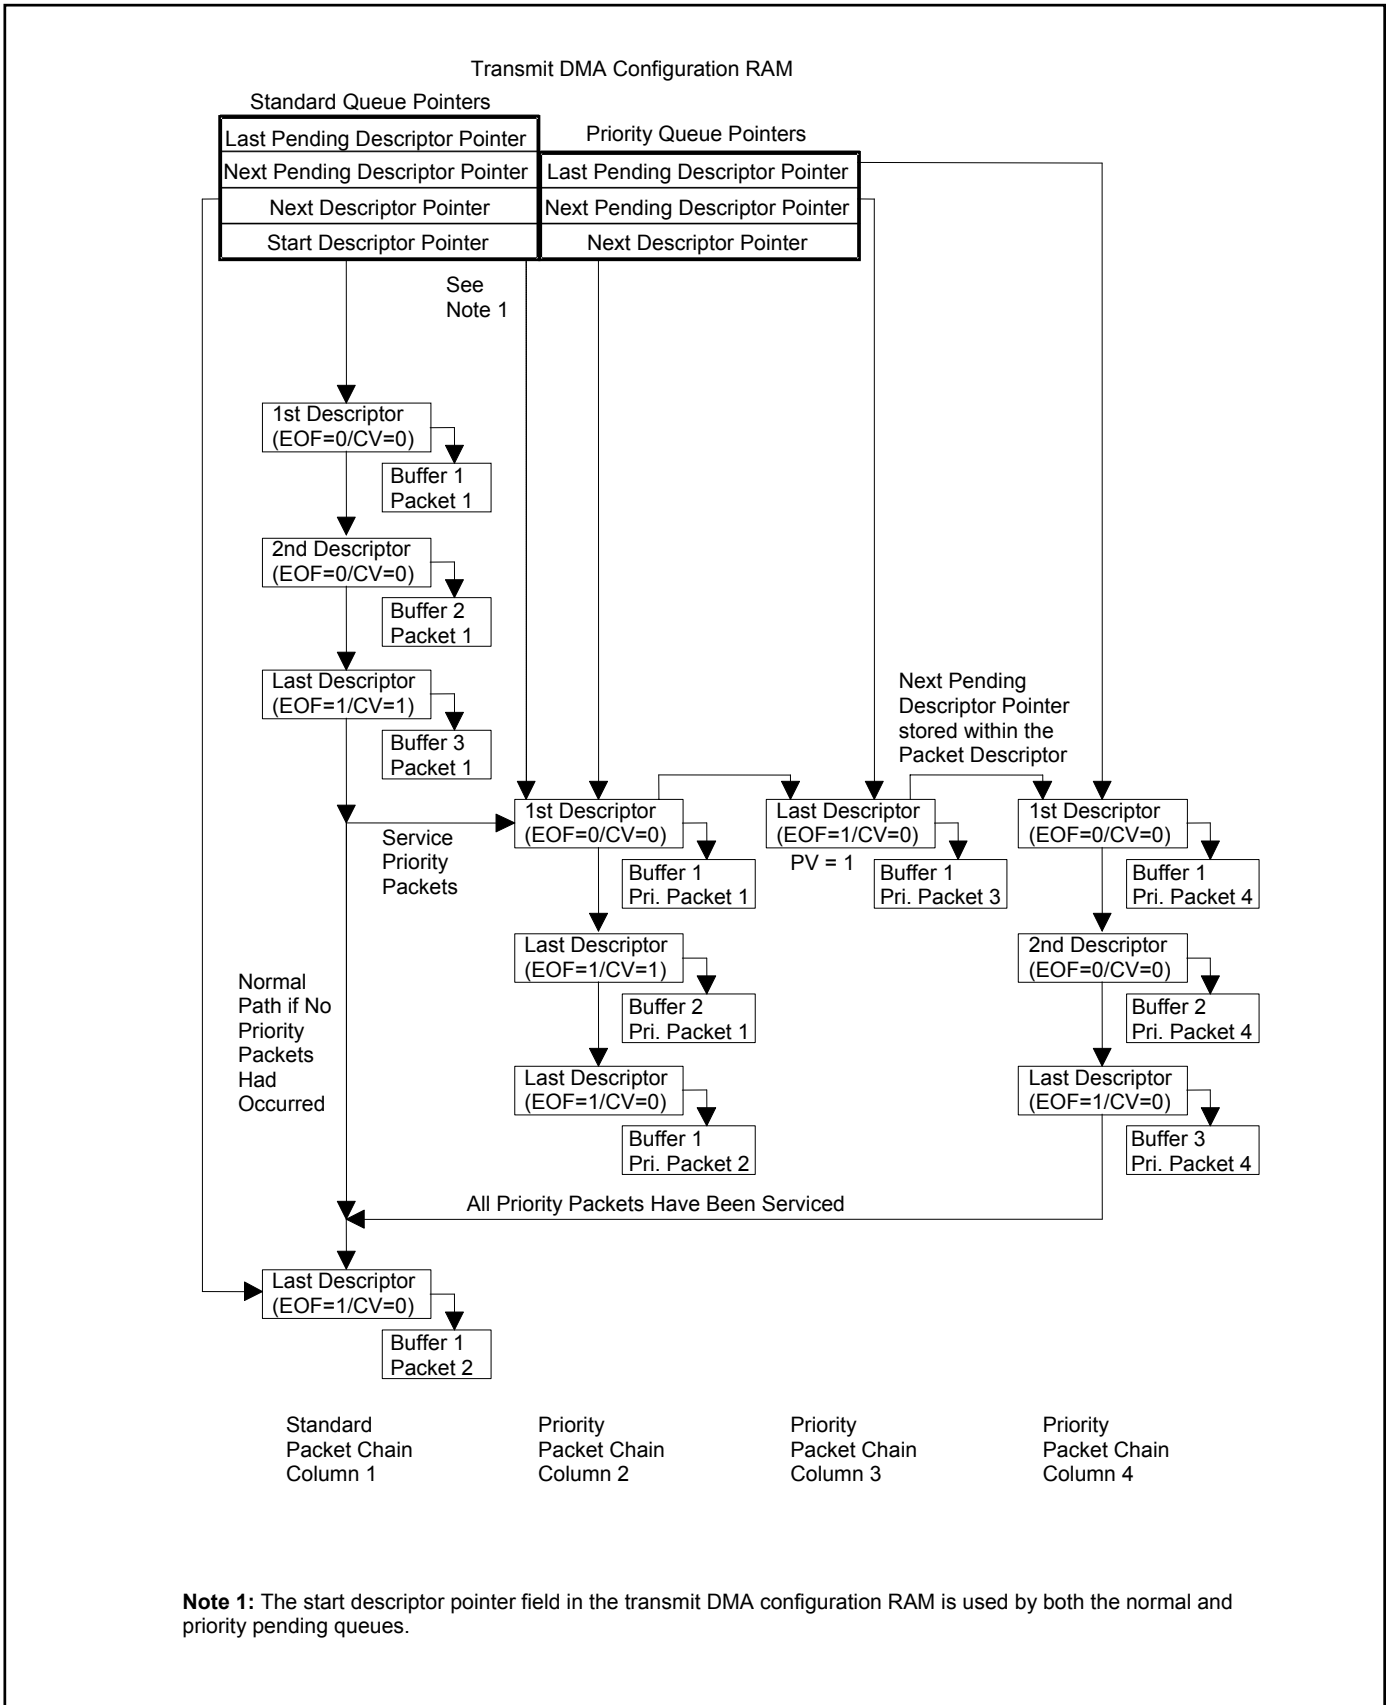 Transmit DMA Configuration RAM
Standard Queue Pointers
Priority Queue Pointers
Last Pending Descriptor Pointer
Next Pending Descriptor Pointer
Next Descriptor Pointer
Start Descriptor Pointer
Last Pending Descriptor Pointer
Next Pending Descriptor Pointer
Next Descriptor Pointer
See
Note 1
1st Descriptor
(EOF=0/CV=0)
Buffer 1
Packet 1
2nd Descriptor
(EOF=0/CV=0)
Buffer 2
Packet 1
Last Descriptor
(EOF=1/CV=1)
Buffer 3
Packet 1
Next Pending
Descriptor Pointer
stored within the
Packet Descriptor
Service
Priority
Packets
1st Descriptor
(EOF=0/CV=0)
Buffer 1
Pri. Packet 1
Last Descriptor
(EOF=1/CV=1)
Buffer 2
Pri. Packet 1
Last Descriptor
(EOF=1/CV=0)
Buffer 1
Pri. Packet 2
Last Descriptor
(EOF=1/CV=0)
PV = 1
Buffer 1
Pri. Packet 3
1st Descriptor
(EOF=0/CV=0)
Buffer 1
Pri. Packet 4
2nd Descriptor
(EOF=0/CV=0)
Buffer 2
Pri. Packet 4
Last Descriptor
(EOF=1/CV=0)
Buffer 3
Pri. Packet 4
Normal
Path if No
Priority
Packets
Had
Occurred
All Priority Packets Have Been Serviced
Last Descriptor
(EOF=1/CV=0)
Buffer 1
Packet 2
Standard
Packet Chain
Column 1
Priority
Packet Chain
Column 2
Priority
Packet Chain
Column 3
Priority
Packet Chain
Column 4
Note 1: The start descriptor pointer field in the transmit DMA configuration RAM is used by both the normal and
priority pending queues.